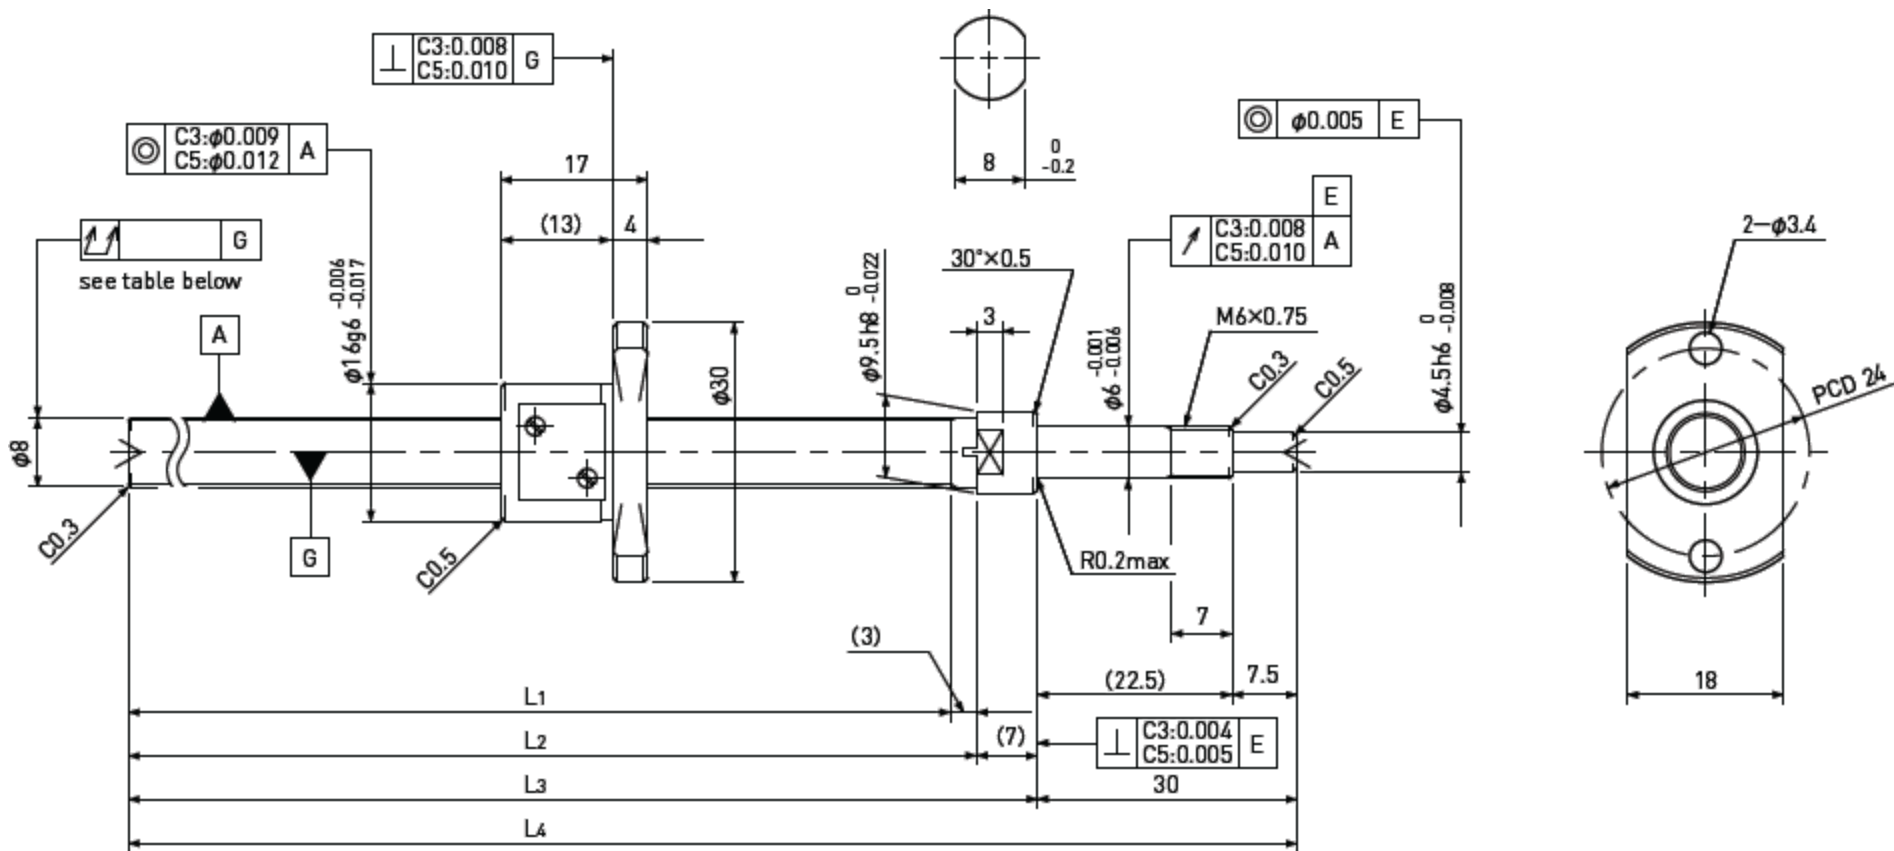 C3:0.008
C5:0.010
G
C3:φ0.009
C5:φ0.012
A
G
see table below
17
(13)
4
8 0 -0.2
φ0.005
E
E
C3:0.008
C5:0.010
A
2-φ3.4
30°×0.5
3
M6×0.75
C0.3
C0.5
A
φ16g6 -0.006 -0.017
φ30
φ9.5h8 0 -0.022
φ6 -0.001 -0.006
φ4.5h6 0 -0.008
PCD 24
φ8
C0.3
G
C0.5
R0.2max
7
(3)
(22.5)
7.5
18
L1
L2
(7)
C3:0.004
C5:0.005
E
L3
30
L4